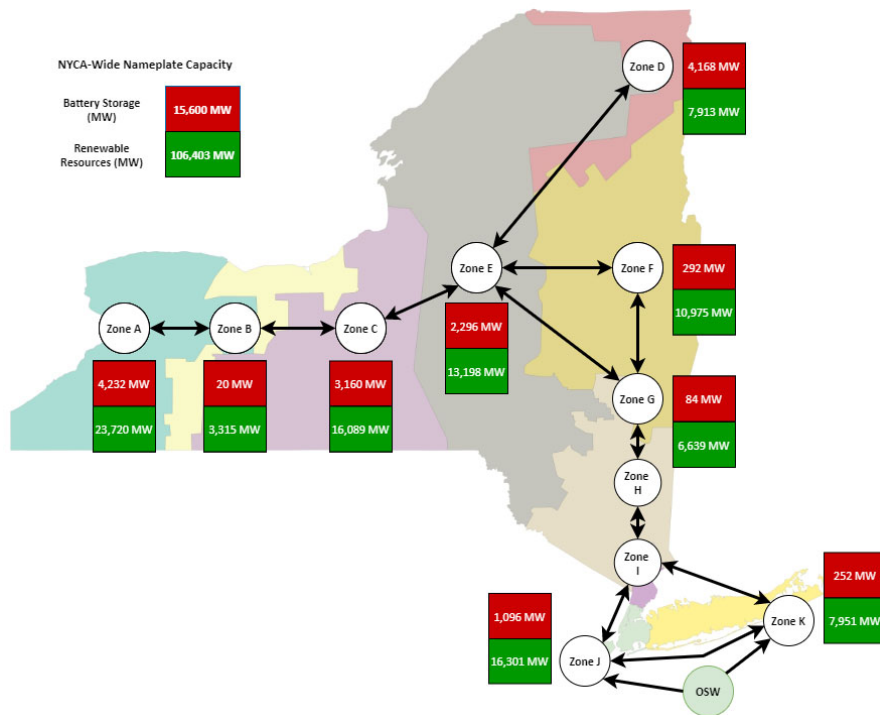 NYCA-Wide Nameplate Capacity
Battery Storage
(MW)
15,600 MW
Renewable
Resources (MW)
106,403 MW
Zone D
4,168 MW
7,913 MW
Zone E
2,296 MW
13,198 MW
Zone F
292 MW
10,975 MW
Zone A
4,232 MW
23,720 MW
Zone B
20 MW
3,315 MW
Zone C
3,160 MW
16,089 MW
Zone G
84 MW
6,639 MW
Zone
H
Zone
I
1,096 MW
16,301 MW
Zone J
252 MW
7,951 MW
Zone K
OSW